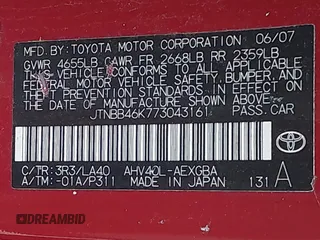 MFD. BY: TOYOTA MOTOR CORPORATION 06/07
GVWR 4655LB GAWR FR 2668LB RR 2359LB
THIS VEHICLE CONFORMS TO ALL APPLICABLE
FEDERAL MOTOR VEHICLE SAFETY, BUMPER, AND
THEFT PREVENTION STANDARDS IN EFFECT ON
THE DATE OF MANUFACTURE SHOWN ABOVE.
JTNBB46K773043161 PASS.CAR
TOYOTA
C/TR: 3R3/LA40 AHV40L-AEXGBA
A/TM: -01A/P311 MADE IN JAPAN 131 A
DREAMBID